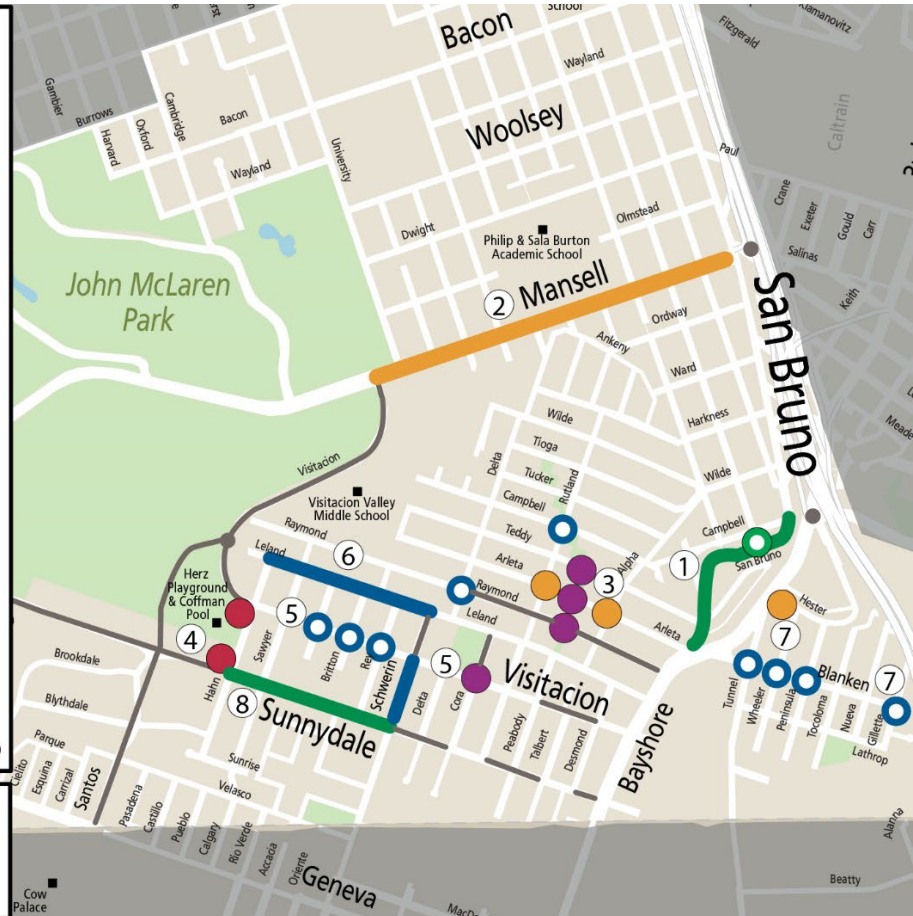 School
Bacon
Klamanovitz
Fitzgerald
Wayland
Gambier
Burrows
Cambridge
Oxford
Harvard
Bacon
Wayland
University
Woolsey
Paul
Caltrain
Crane
Exeter
Gould
Carr
Salinas
Keith
Dwight
Olmstead
Philip & Sala Burton
Academic School
John McLaren
Park
2
Mansell
San Bruno
Ordway
Ankeny
Ward
Harkness
Wilde
Tioga
Tucker
Campbell
Teddy
Delta
Rutland
Wilde
Visitacion
Visitacion Valley
Middle School
Raymond
Leland
6
Arleta
Raymond
Leland
3
Alpha
1
Campbell
San Bruno
Arleta
Hester
7
Herz
Playground
& Coffman
Pool
4
Hahn
Sawyer
5
Britton
Rey
Schwerin
5
Delta
Cora
Visitacion
Tunnel
Wheeler
Peninsula
Tocoloma
Blanken
7
Nueva
Gillette
Lathrop
Brookdale
Blythdale
Parque
Cielito
Esquina
Carrizal
Santos
8
Sunnydale
Sunrise
Velasco
Peabody
Talbert
Desmond
Bayshore
Pasadena
Castillo
Pueblo
Calgary
Rio Verde
Accacia
Oriente
Geneva
Alanna
Beatty
Cow
Palace